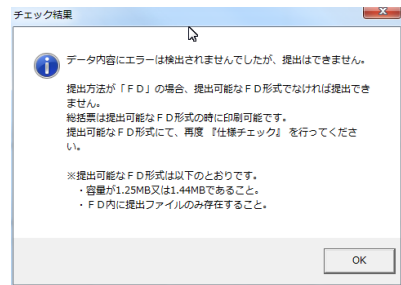 チェック結果
データ内容にエラーは検出されませんでしたが、提出はできません。
提出方法が「ＦＤ」の場合、提出可能なＦＤ形式でなければ提出でき
ません。
総括票は提出可能なＦＤ形式の時に印刷可能です。
提出可能なＦＤ形式にて、再度 『仕様チェック』 を行ってくださ
い。
※提出可能なＦＤ形式は以下のとおりです。
・容量が1.25MB又は1.44MBであること。
・ＦＤ内に提出ファイルのみ存在すること。
OK